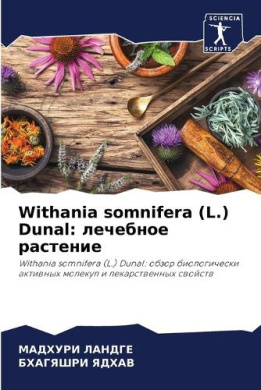 SCIENCIA
SCRIPTS
Withania somnifera (L.)
Dunal: лечебное
растение
Withania somnifera (L.) Dunal: обзор биологически
активных молекул и лекарственных свойств
МАДХУРИ ЛАНДГЕ
БХАГЯШРИ ЯДХАВ